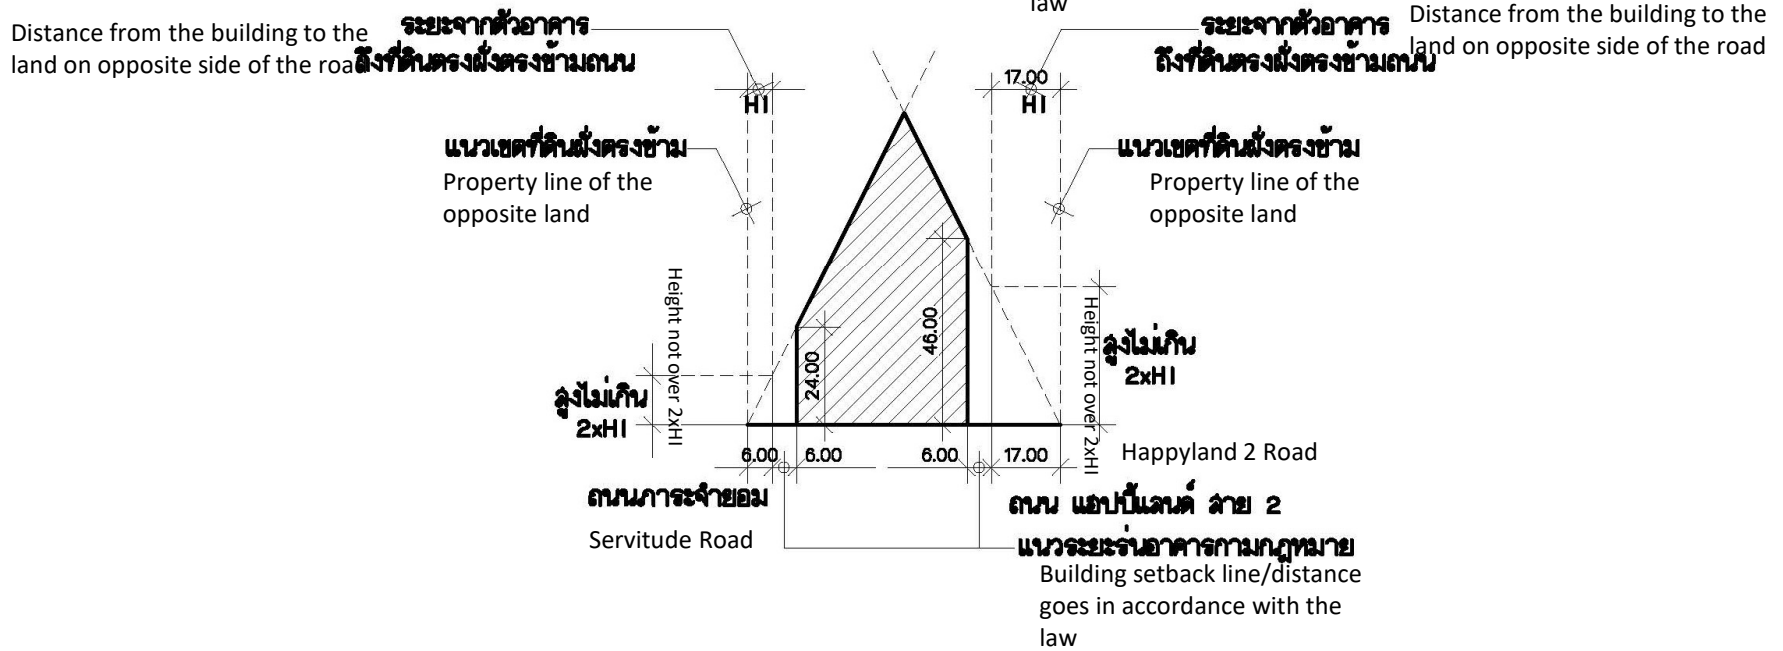 law
Distance from the building to the
land on opposite side of the road
ระยะจากตัวอาคาร
ถึงที่ดินตรงฝั่งตรงข้ามถนน
ระยะจากตัวอาคาร
ถึงที่ดินตรงฝั่งตรงข้ามถนน
Distance from the building to the
land on opposite side of the road
HI
17.00
HI
แนวเขตที่ดินฝั่งตรงข้าม
Property line of the
opposite land
แนวเขตที่ดินฝั่งตรงข้าม
Property line of the
opposite land
Height not over 2xHI
สูงไม่เกิน
2xHI
24.00
46.00
Height not over 2xHI
สูงไม่เกิน
2xHI
6.00
6.00
6.00
17.00
Happyland 2 Road
ถนนภาระจำยอม
Servitude Road
ถนน แฮปปี้แลนด์ สาย 2
แนวระยะร่นอาคารตามกฎหมาย
Building setback line/distance
goes in accordance with the
law